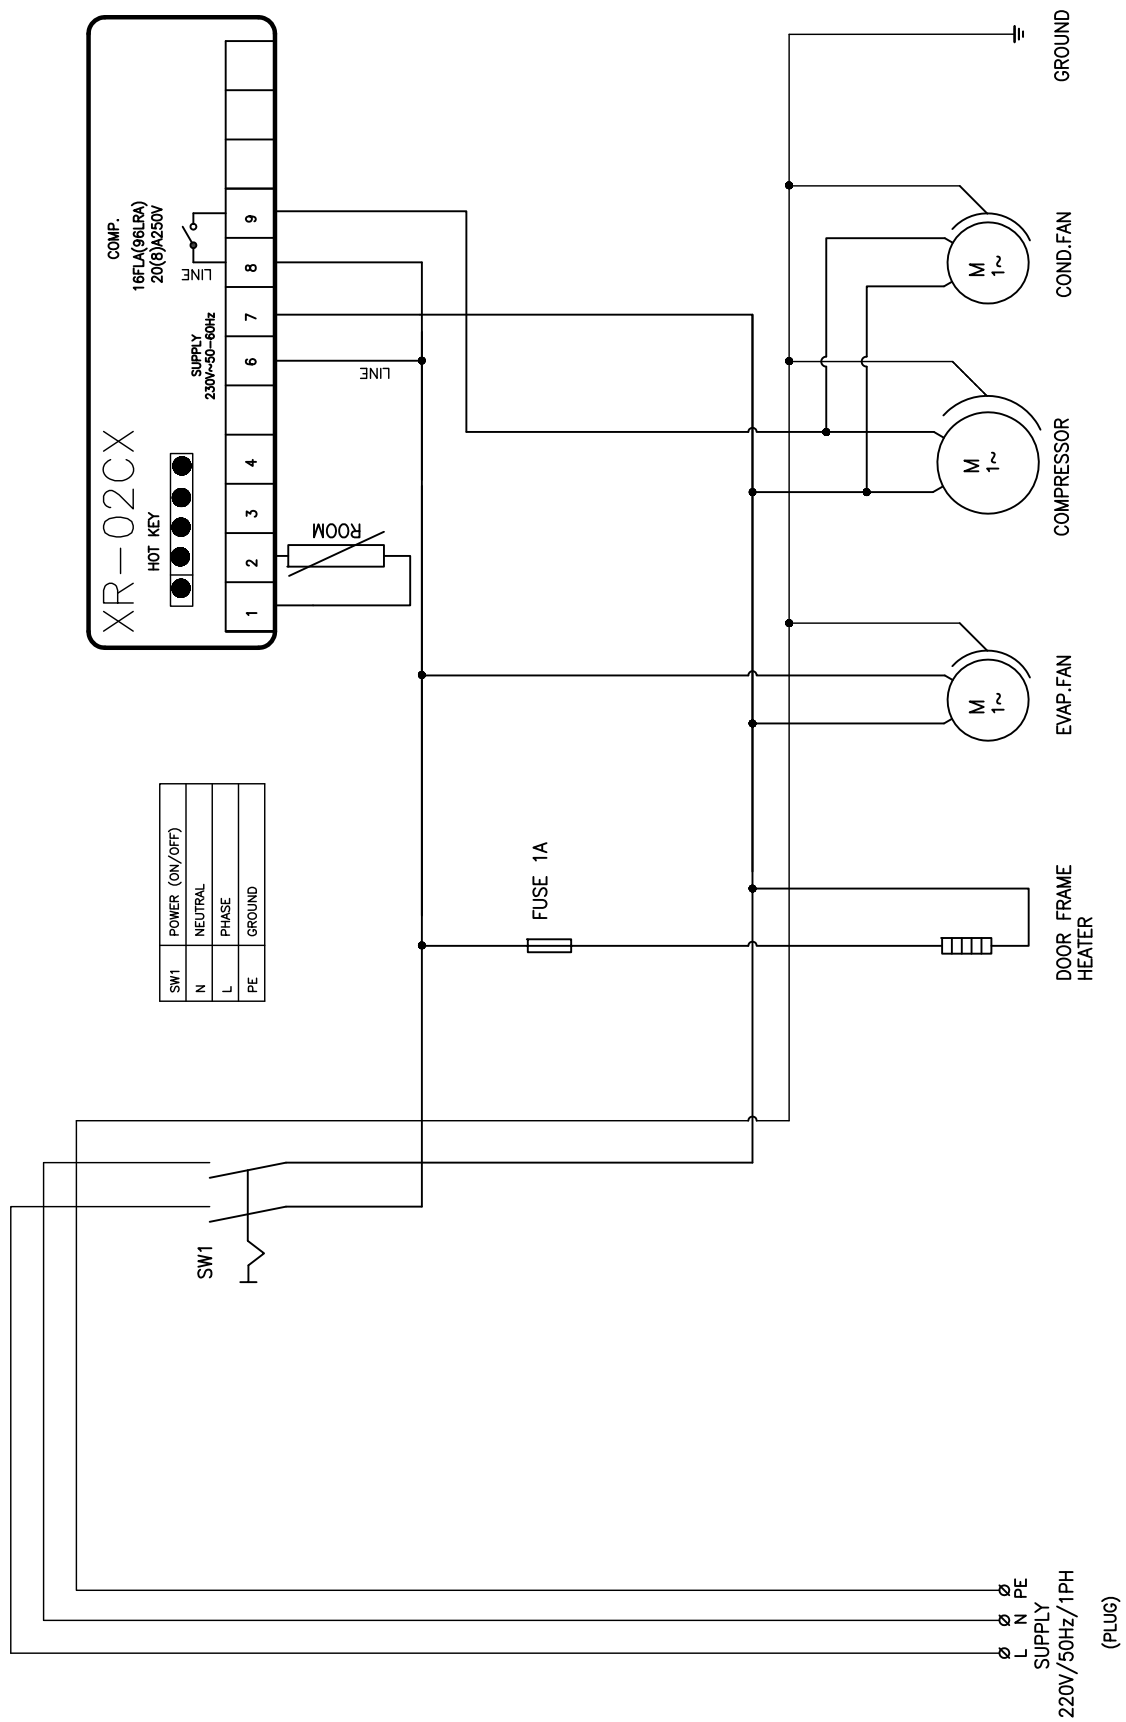 XR-02CX
HOT KEY
SUPPLY
230V~50-60Hz
COMP.
16FLA(96LRA)
20(8)A250V
LINE
1
2
3
4
6
7
8
9
ROOM
LINE
SW1 POWER (ON/OFF)
N NEUTRAL
L PHASE
PE GROUND
SW1
FUSE 1A
L
N
PE
SUPPLY
220V/50Hz/1PH
(PLUG)
DOOR FRAME
HEATER
M
1~
EVAP.FAN
M
1~
COMPRESSOR
M
1~
COND.FAN
GROUND